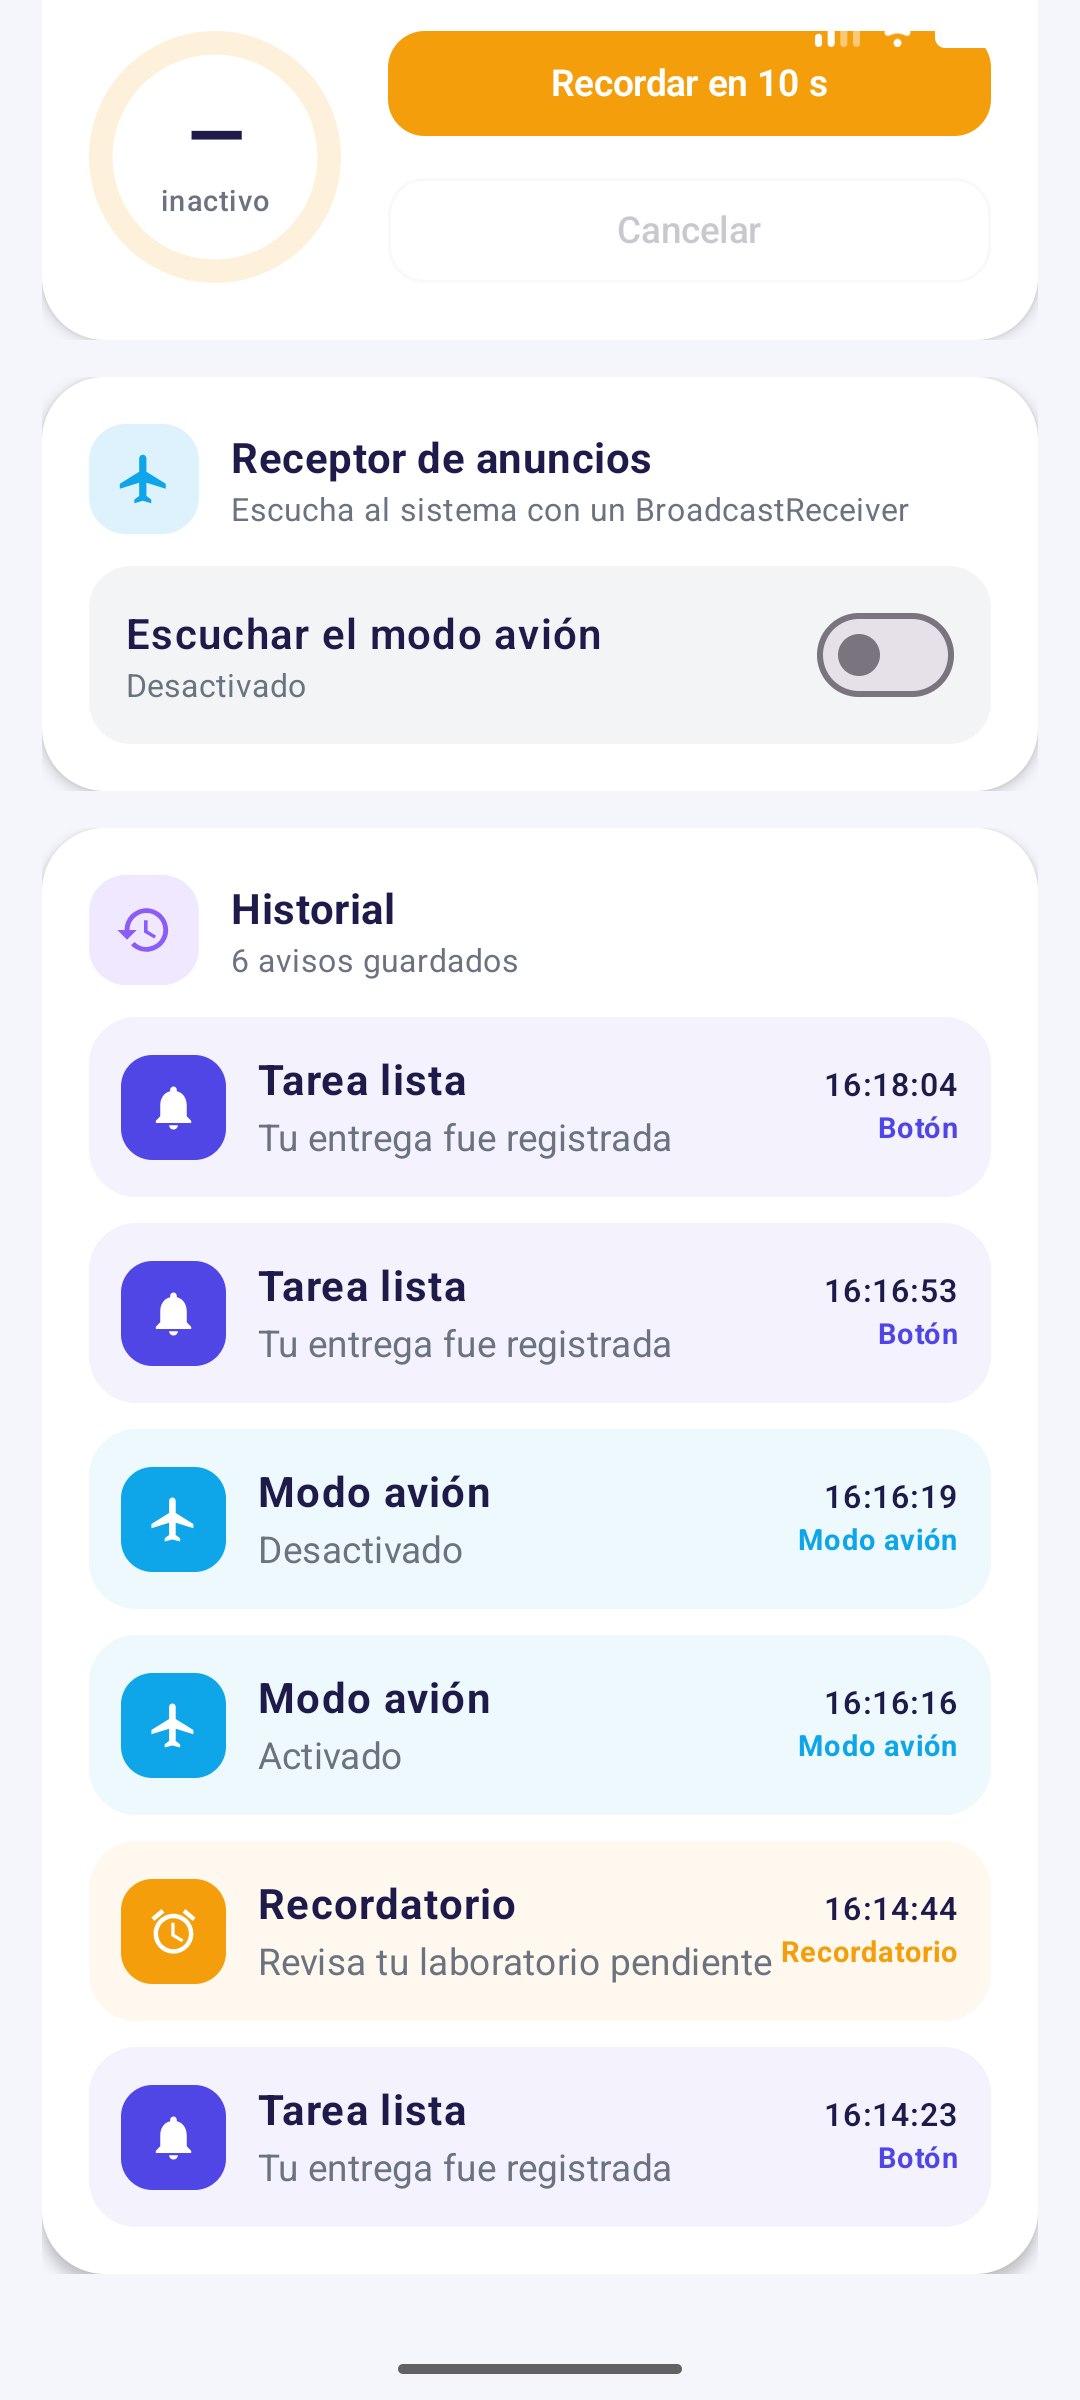 Recordar en 10 s
inactivo
Cancelar
Receptor de anuncios
Escucha al sistema con un BroadcastReceiver
Escuchar el modo avión
Desactivado
Historial
6 avisos guardados
Tarea lista
16:18:04
Tu entrega fue registrada
Botón
Tarea lista
16:16:53
Tu entrega fue registrada
Botón
Modo avión
16:16:19
Desactivado
Modo avión
Modo avión
16:16:16
Activado
Modo avión
Recordatorio
16:14:44
Revisa tu laboratorio pendiente
Recordatorio
Tarea lista
16:14:23
Tu entrega fue registrada
Botón